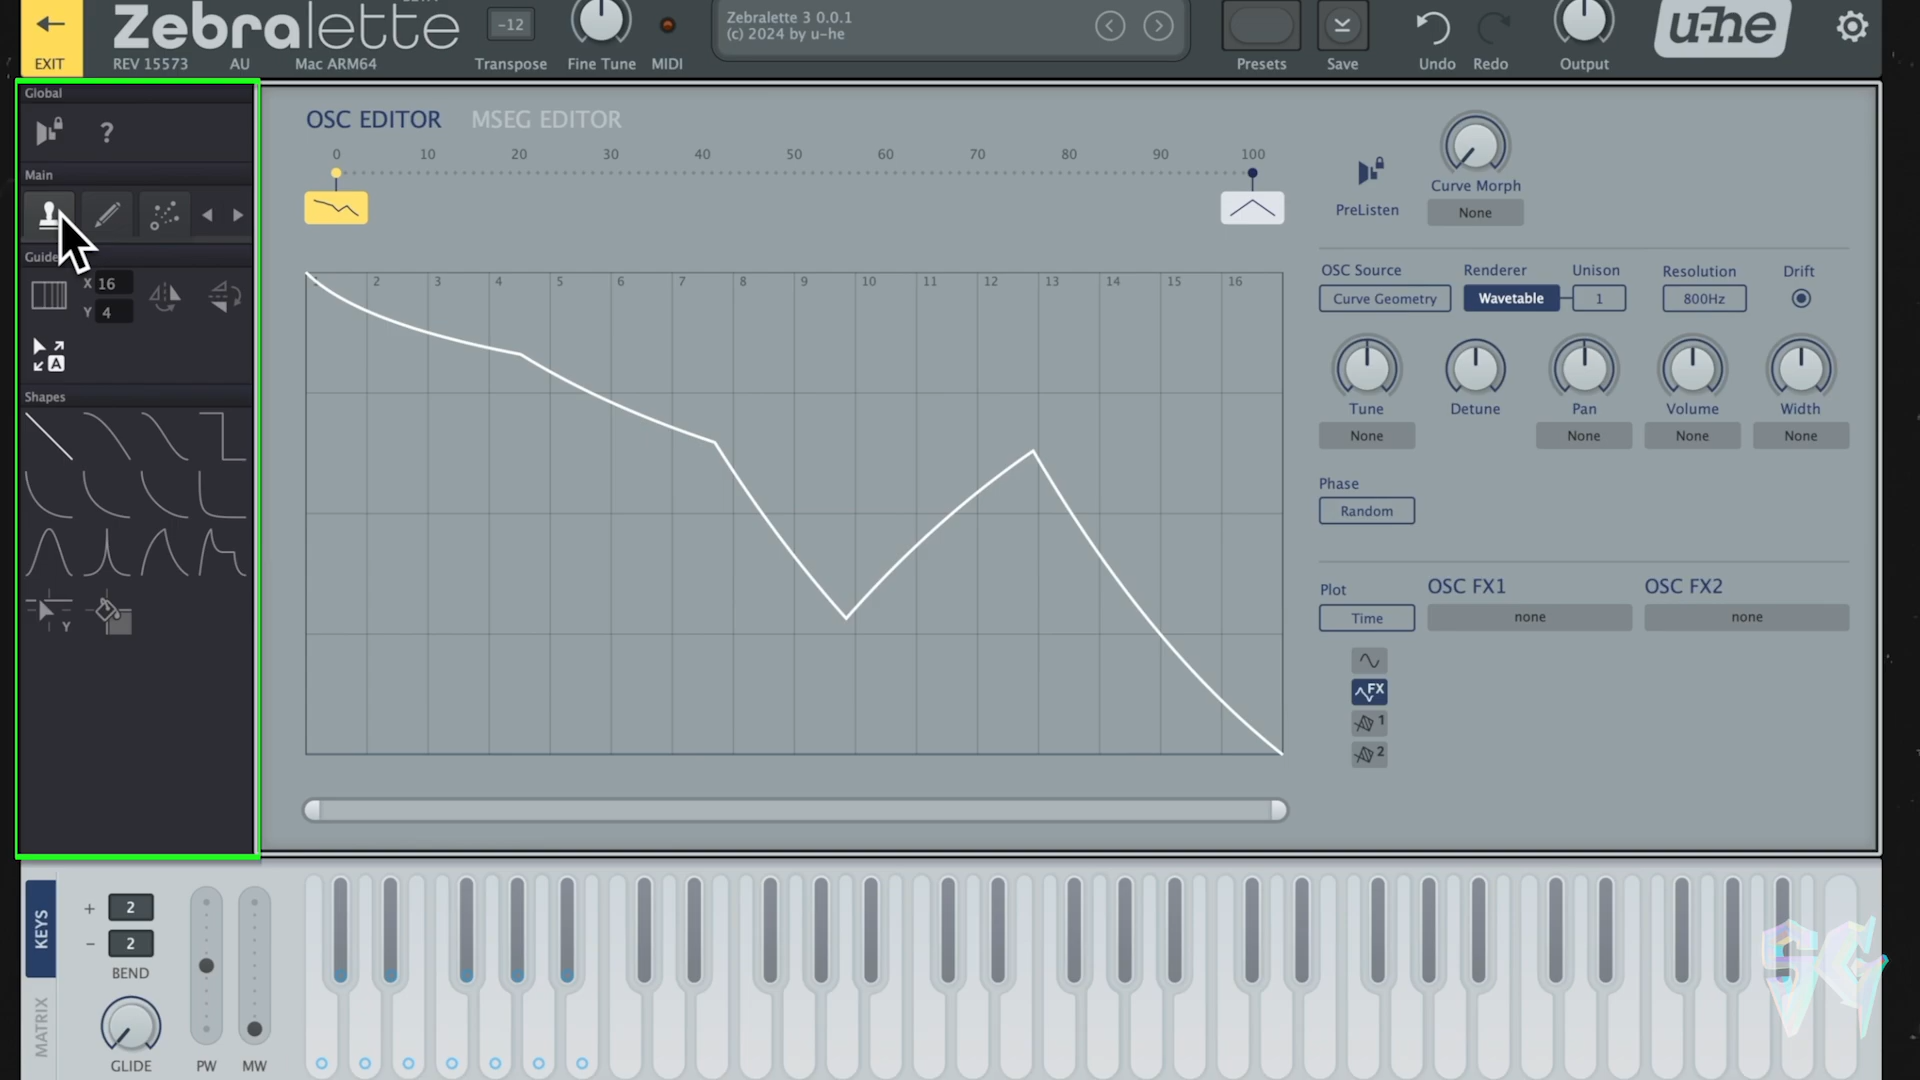 EXIT
Zebralette
REV 15573 AU Mac ARM64
-12
Transpose Fine Tune MIDI
Zebralette 3 0.0.1
(c) 2024 by u-he
Presets Save Undo Redo Output
u-he
Global
?
Main
Guide
X 16
Y 4
A
Shapes
Y
OSC EDITOR MSEG EDITOR
0 10 20 30 40 50 60 70 80 90 100
2 3 4 5 6 7 8 9 10 11 12 13 14 15 16
PreListen
Curve Morph
None
OSC Source Renderer Unison Resolution Drift
Curve Geometry Wavetable 1 800Hz
Tune Detune Pan Volume Width
None None None None
Phase
Random
Plot OSC FX1 OSC FX2
Time none none
FX
1
2
KEYS
MATRIX
+ 2
- 2
BEND
GLIDE PW MW
SG